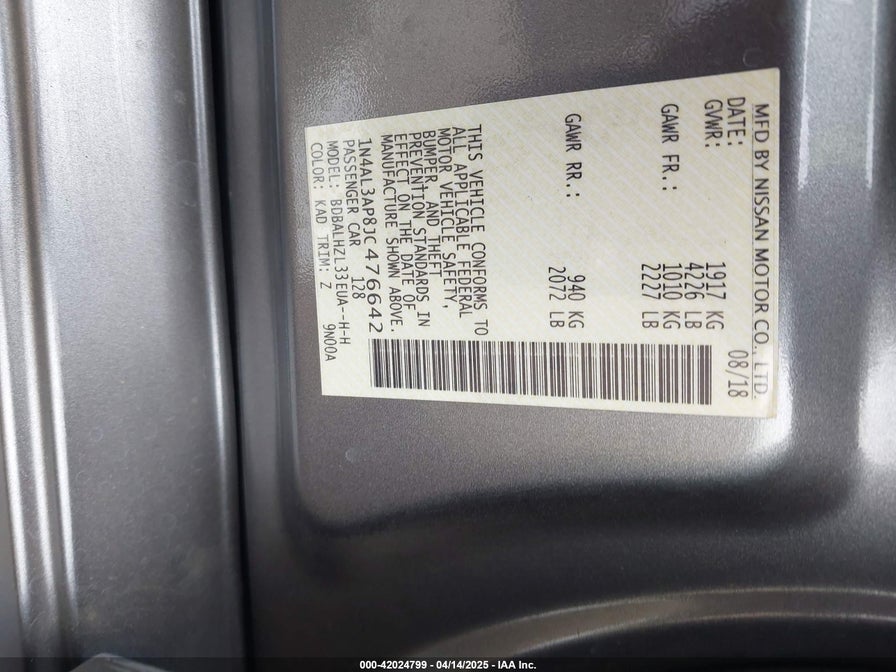 MFD BY NISSAN MOTOR CO., LTD.
DATE: 08/18
GVWR: 1917 KG
4226 LB
GAWR FR.: 1010 KG
2227 LB
GAWR RR.: 940 KG
2072 LB
THIS VEHICLE CONFORMS TO
ALL APPLICABLE FEDERAL
MOTOR VEHICLE SAFETY,
BUMPER, AND THEFT
PREVENTION STANDARDS IN
EFFECT ON THE DATE OF
MANUFACTURE SHOWN ABOVE.
1N4AL3AP8JC476642
PASSENGER CAR 128
MODEL: BDBALHZL33EUA--H-H
COLOR: KAD TRIM: Z 9N00A
000-42024799 - 04/14/2025 - IAA Inc.